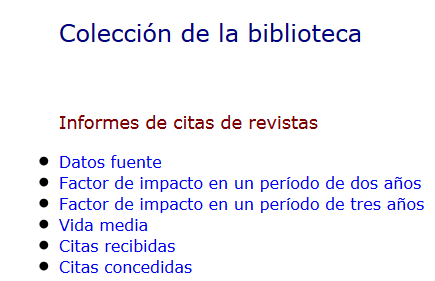 Colección de la biblioteca
Informes de citas de revistas
Datos fuente
Factor de impacto en un período de dos años
Factor de impacto en un período de tres años
Vida media
Citas recibidas
Citas concedidas